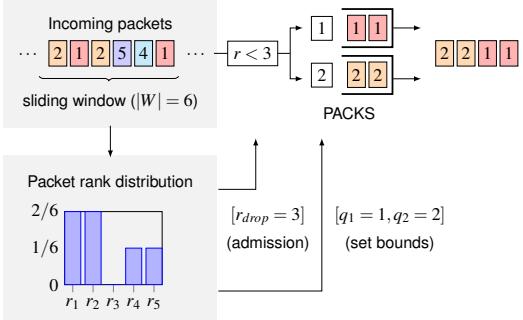 Incoming packets
··· 2 1 2 5 4 1 ···
sliding window (|W| = 6)
r < 3
1 1 1
2 2 2
PACKS
2 2 1 1
Packet rank distribution
2/6
1/6
0
r1 r2 r3 r4 r5
[rdrop = 3]
(admission)
[q1 = 1, q2 = 2]
(set bounds)